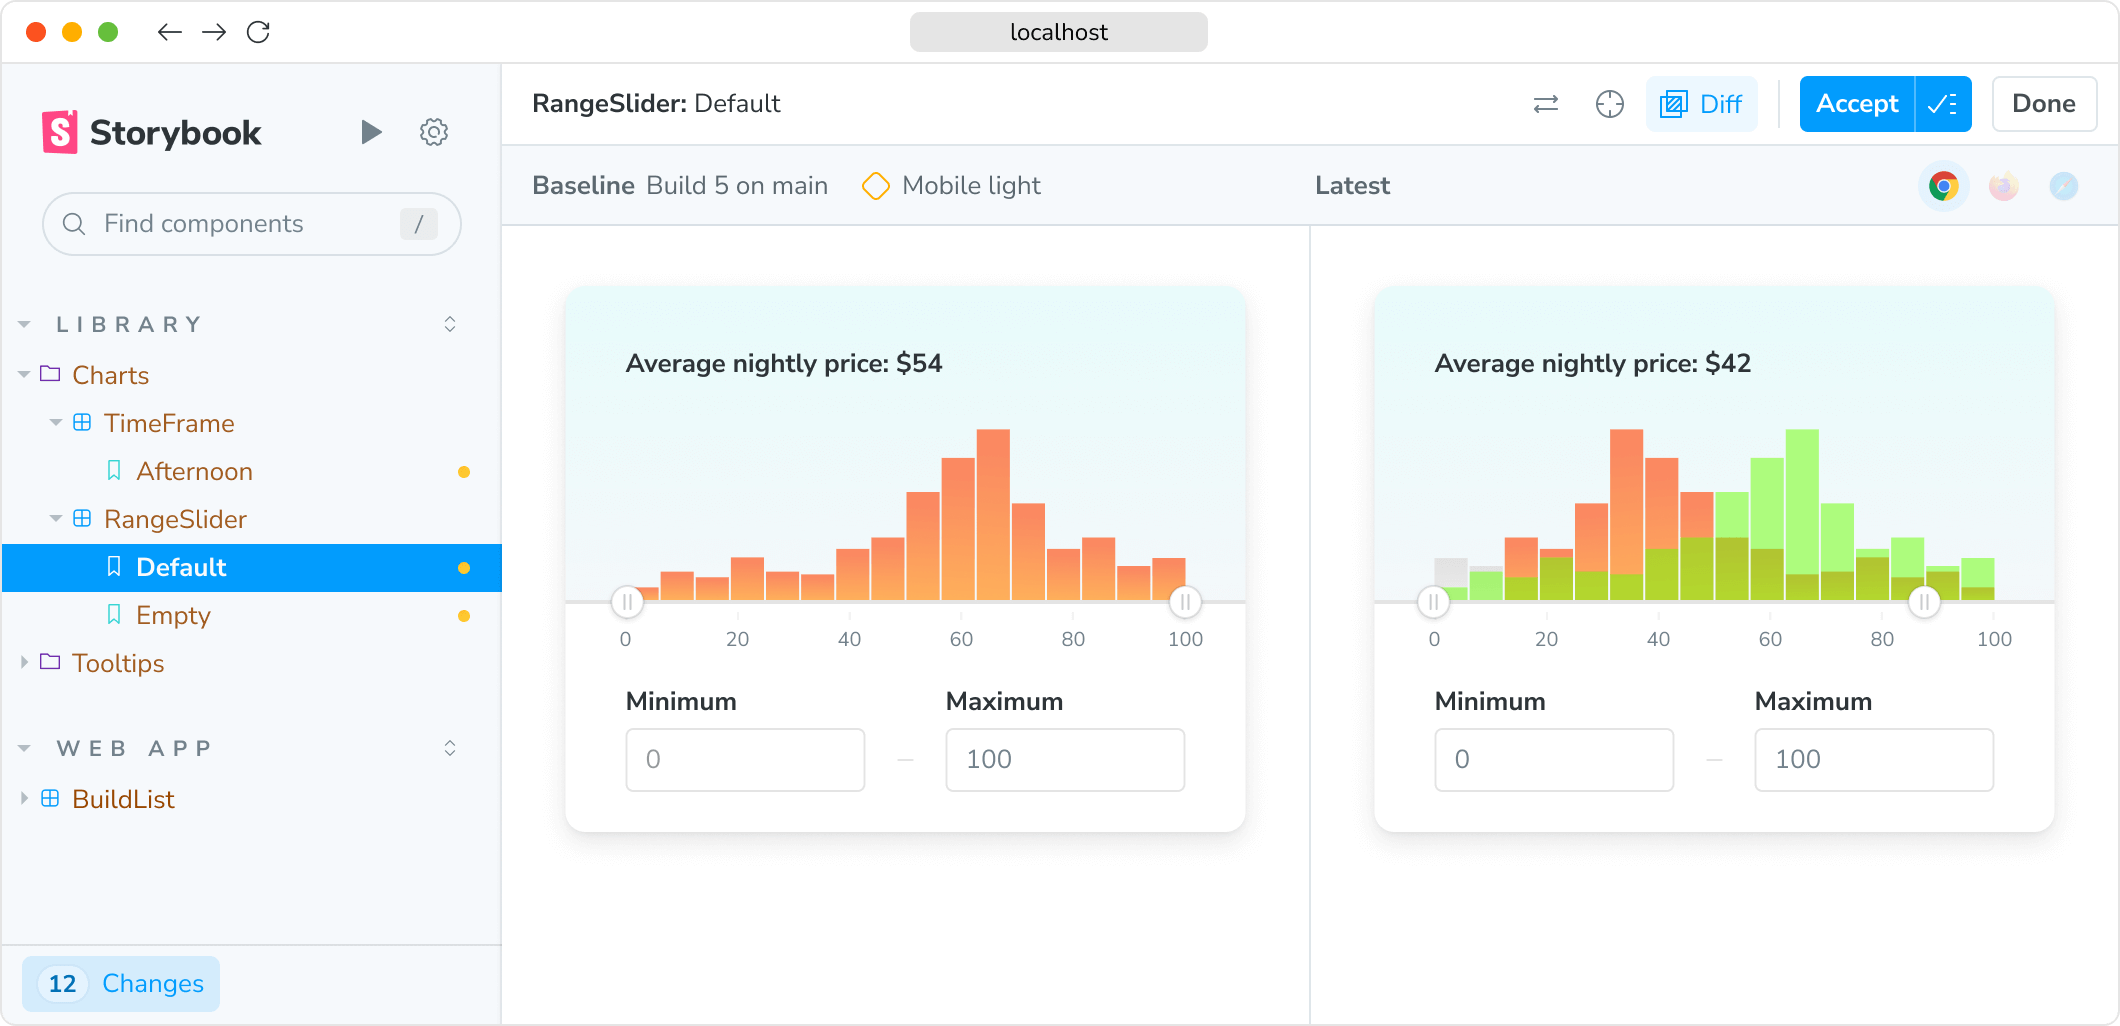 localhost
Storybook
Find components /
LIBRARY
Charts
TimeFrame
Afternoon
RangeSlider
Default
Empty
Tooltips
WEB APP
BuildList
12 Changes
RangeSlider: Default
Diff
Accept
Done
Baseline Build 5 on main Mobile light
Latest
Average nightly price: $54
0 20 40 60 80 100
Minimum Maximum
0 – 100
Average nightly price: $42
0 20 40 60 80 100
Minimum Maximum
0 – 100